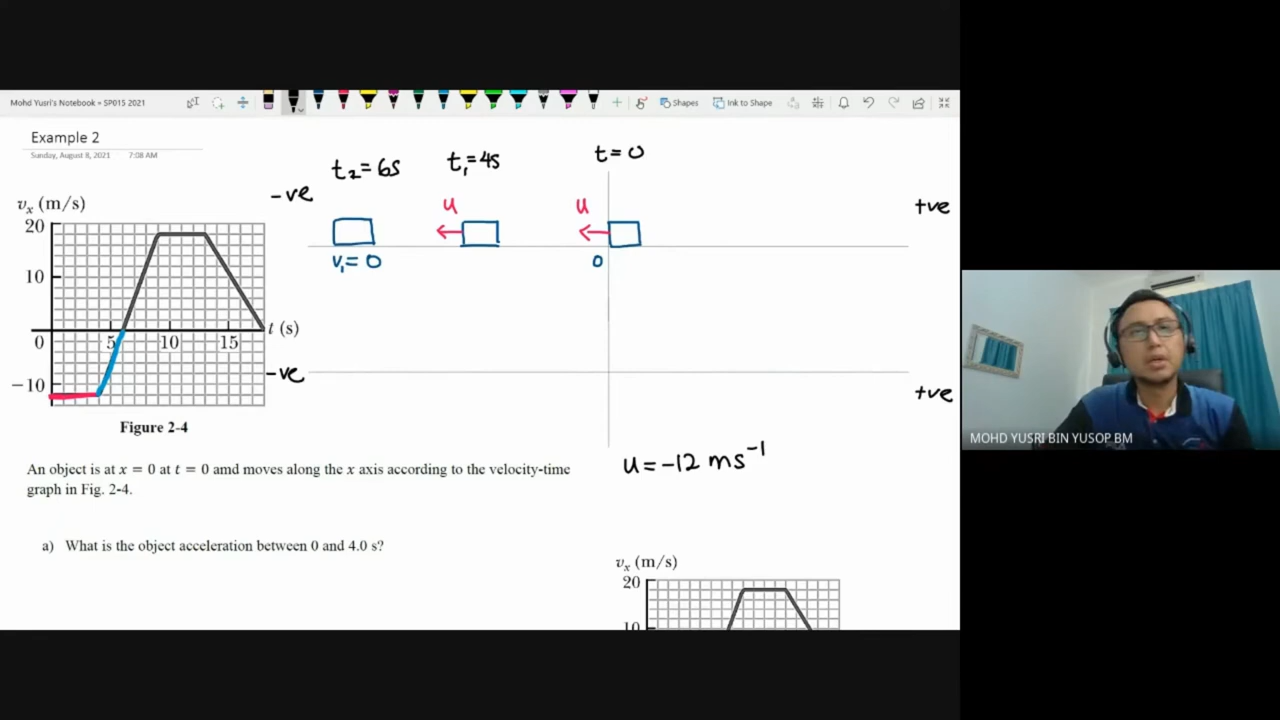 Mohd Yusri's Notebook » SP015 2021
Shapes
Ink to Shape
Example 2
Sunday, August 8, 2021 7:08 AM
t₂ = 6s
t₁ = 4s
t = 0
-ve
+ve
u
u
v₁ = 0
0
vₓ (m/s)
20
10
0
5
10
15
t (s)
−10
-ve
+ve
Figure 2-4
u = -12 ms⁻¹
An object is at x = 0 at t = 0 amd moves along the x axis according to the velocity-time
graph in Fig. 2-4.
a) What is the object acceleration between 0 and 4.0 s?
vₓ (m/s)
20
10
MOHD YUSRI BIN YUSOP BM